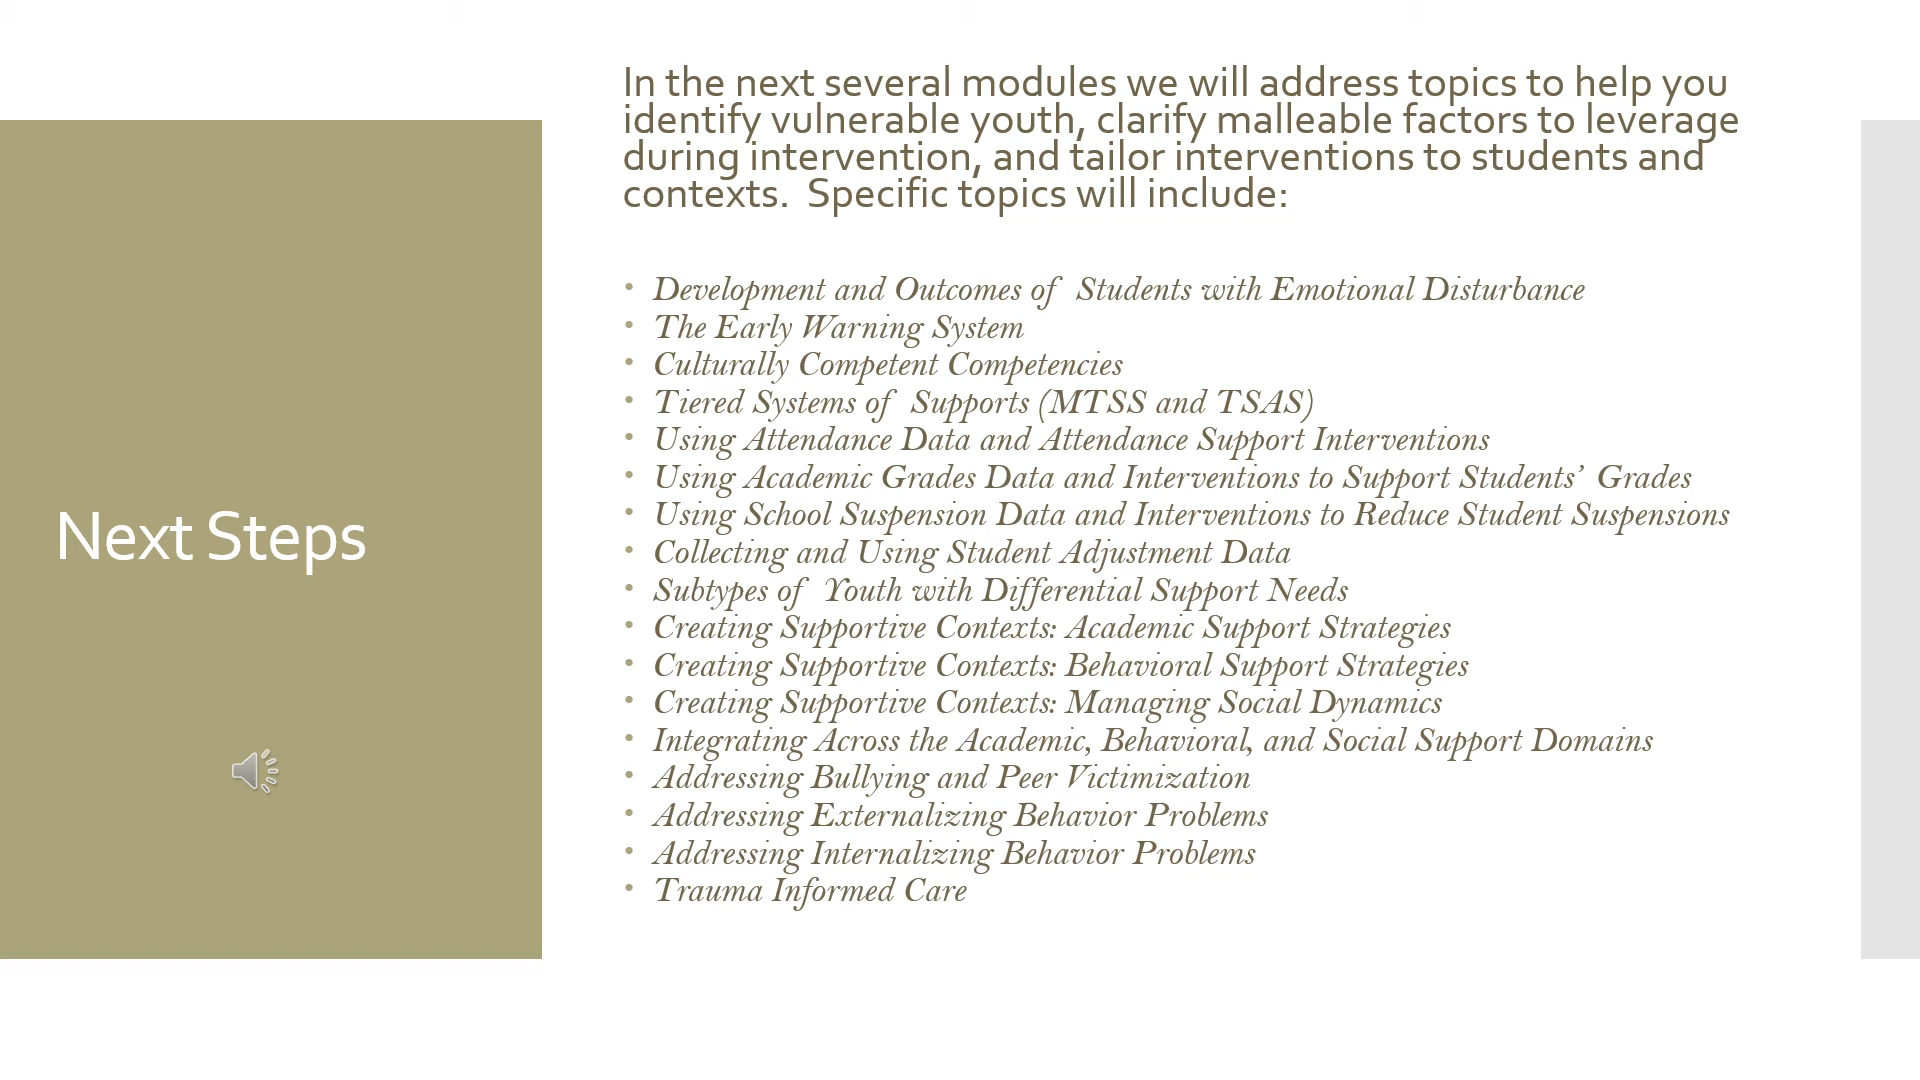 Next Steps
In the next several modules we will address topics to help you
identify vulnerable youth, clarify malleable factors to leverage
during intervention, and tailor interventions to students and
contexts. Specific topics will include:
• Development and Outcomes of Students with Emotional Disturbance
• The Early Warning System
• Culturally Competent Competencies
• Tiered Systems of Supports (MTSS and TSAS)
• Using Attendance Data and Attendance Support Interventions
• Using Academic Grades Data and Interventions to Support Students’ Grades
• Using School Suspension Data and Interventions to Reduce Student Suspensions
• Collecting and Using Student Adjustment Data
• Subtypes of Youth with Differential Support Needs
• Creating Supportive Contexts: Academic Support Strategies
• Creating Supportive Contexts: Behavioral Support Strategies
• Creating Supportive Contexts: Managing Social Dynamics
• Integrating Across the Academic, Behavioral, and Social Support Domains
• Addressing Bullying and Peer Victimization
• Addressing Externalizing Behavior Problems
• Addressing Internalizing Behavior Problems
• Trauma Informed Care